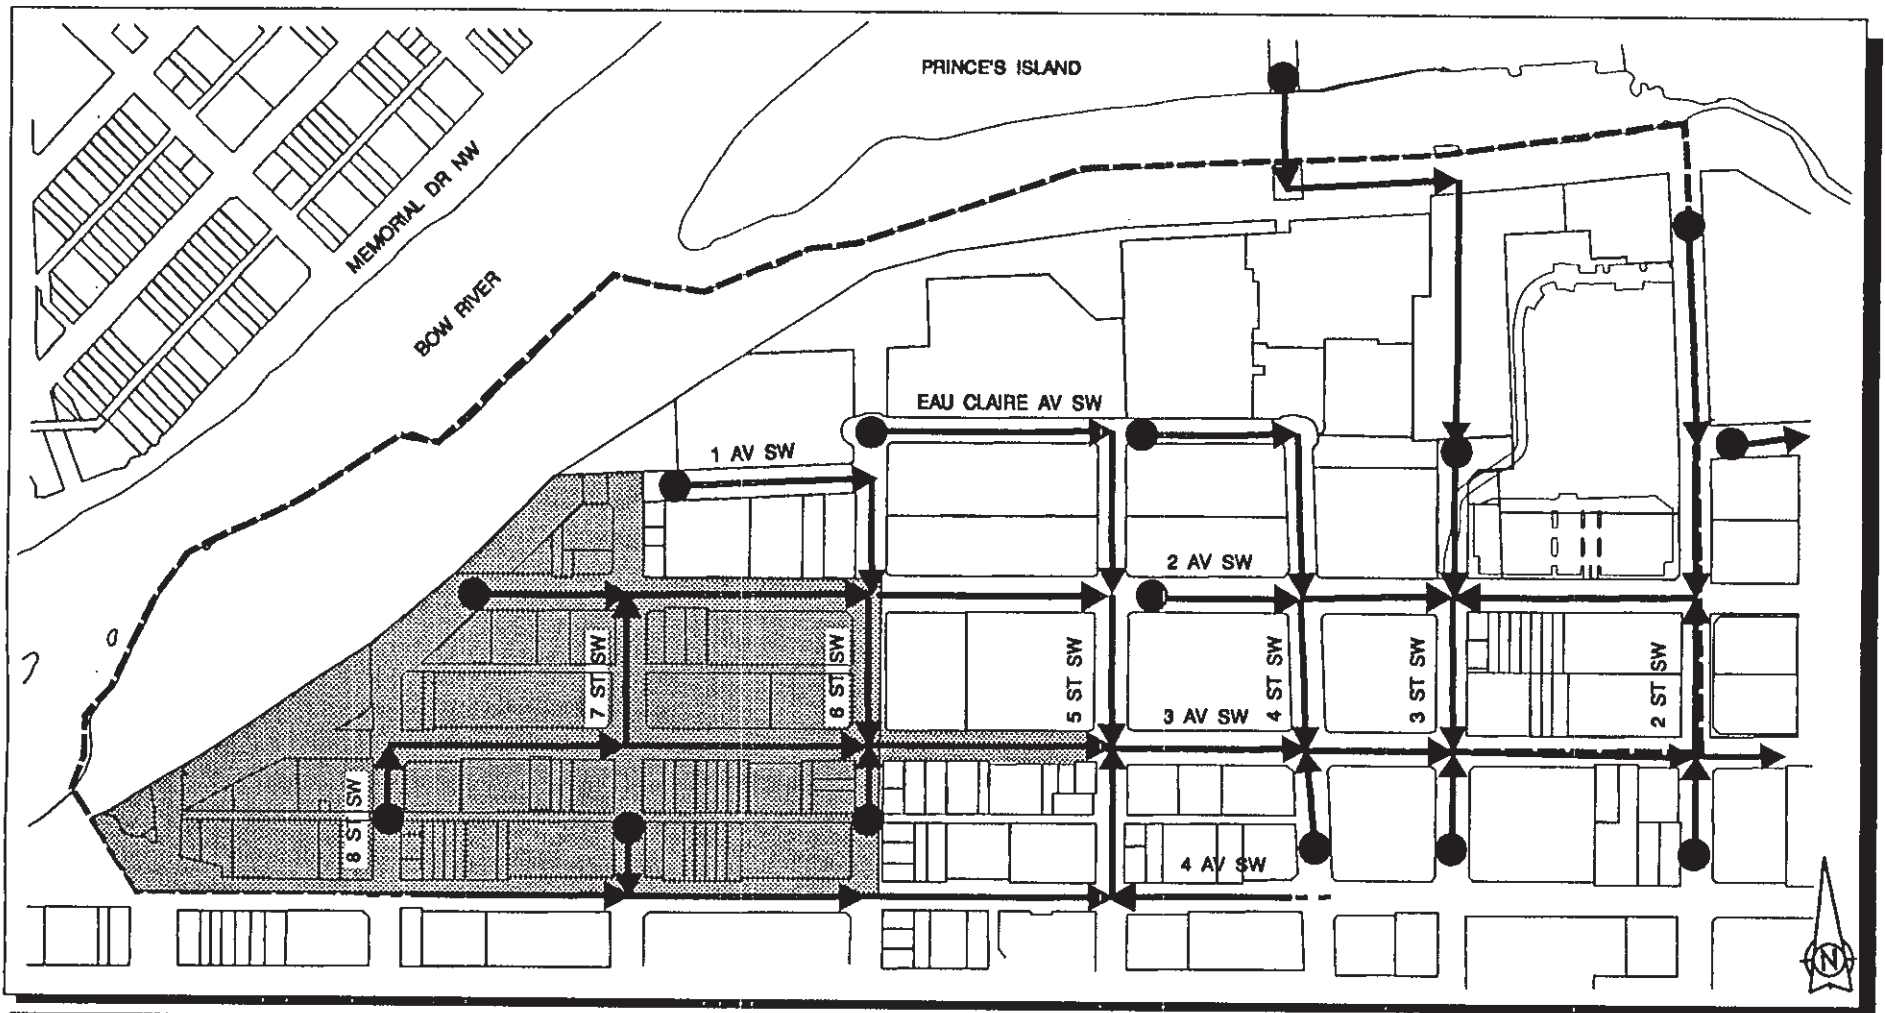 PRINCE'S ISLAND
MEMORIAL DR NW
BOW RIVER
EAU CLAIRE AV SW
1 AV SW
2 AV SW
7 ST SW
6 ST SW
5 ST SW
4 ST SW
3 ST SW
2 ST SW
3 AV SW
8 ST SW
4 AV SW
N